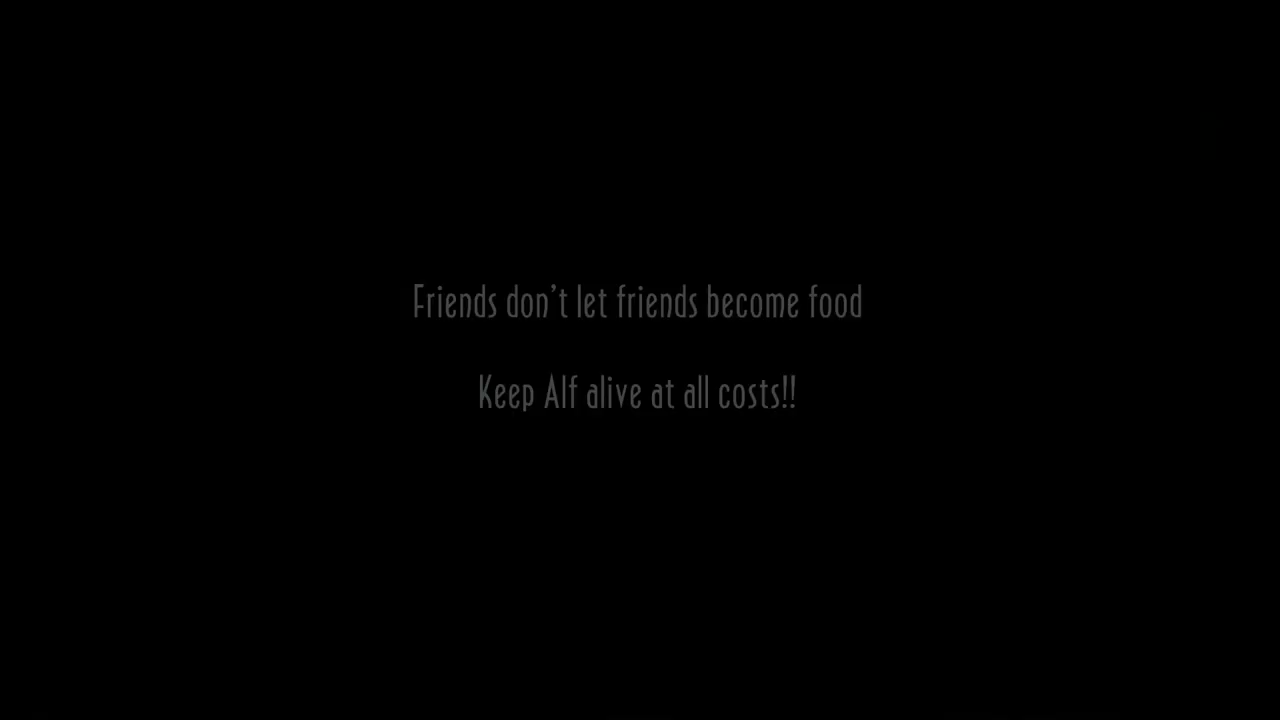 Friends don’t let friends become food
Keep Alf alive at all costs!!